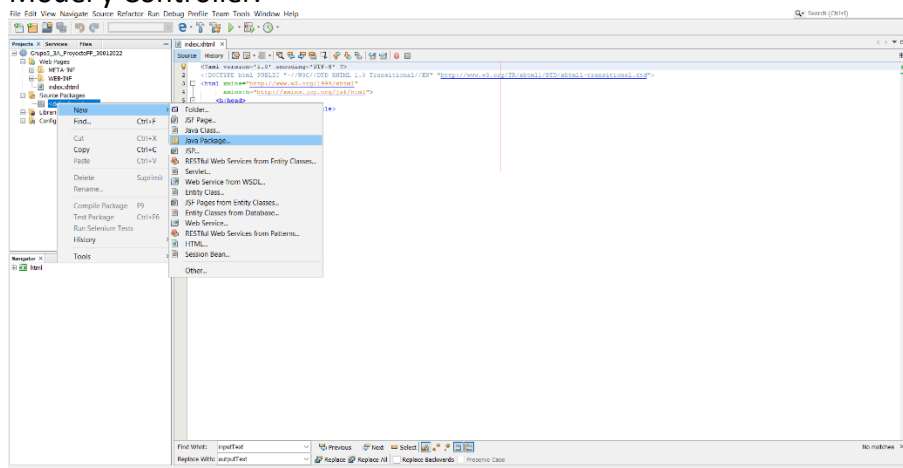 Model y Controller.
File Edit View Navigate Source Refactor Run Debug Profile Team Tools Window Help
Search (Ctrl+I)
Projects × Services Files
index.xhtml ×
Grupo5_3A_ProyectoFP_30012022
Source History
Web Pages
<?xml version="1.0" encoding="UTF-8" ?>
META-INF
<!DOCTYPE html PUBLIC "-//W3C//DTD XHTML 1.0 Transitional//EN" "http://www.w3.org/TR/xhtml1/DTD/xhtml1-transitional.dtd">
WEB-INF
<html xmlns="http://www.w3.org/1999/xhtml"
index.xhtml
xmlns:h="http://xmlns.jcp.org/jsf/html">
Source Packages
<h:head>
New
Folder...
Find... Ctrl+F
JSF Page...
Java Class...
Cut Ctrl+X
Java Package...
Copy Ctrl+C
JSP...
Paste Ctrl+V
RESTful Web Services from Entity Classes...
Servlet...
Delete Suprimir
Web Service from WSDL...
Rename...
Entity Class...
JSF Pages from Entity Classes...
Compile Package F9
Entity Classes from Database...
Test Package Ctrl+F6
Web Service...
Run Selenium Tests
RESTful Web Services from Patterns...
History
HTML...
Tools
Session Bean...
Other...
Navigator ×
html
Find What: inputText Previous Next Select
No matches
Replace With: outputText Replace Replace All Replace Backwards Preserve Case